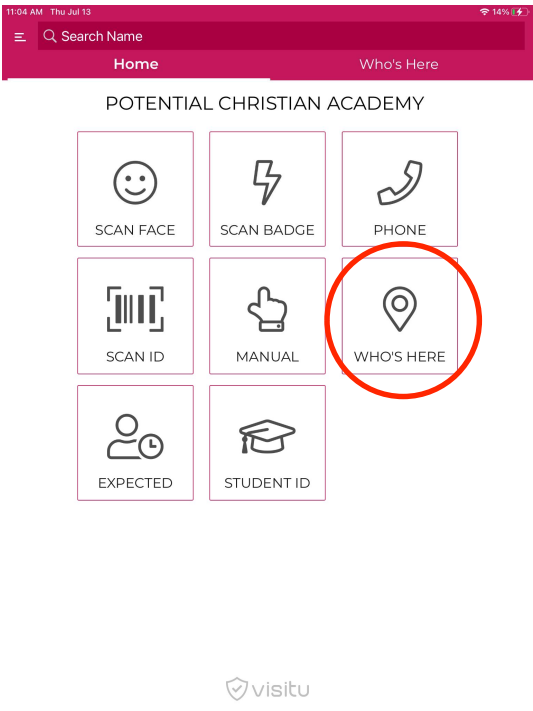 11:04 AM Thu Jul 13 14%
Search Name
Home Who's Here
POTENTIAL CHRISTIAN ACADEMY
SCAN FACE SCAN BADGE PHONE
SCAN ID MANUAL WHO'S HERE
EXPECTED STUDENT ID
visitu